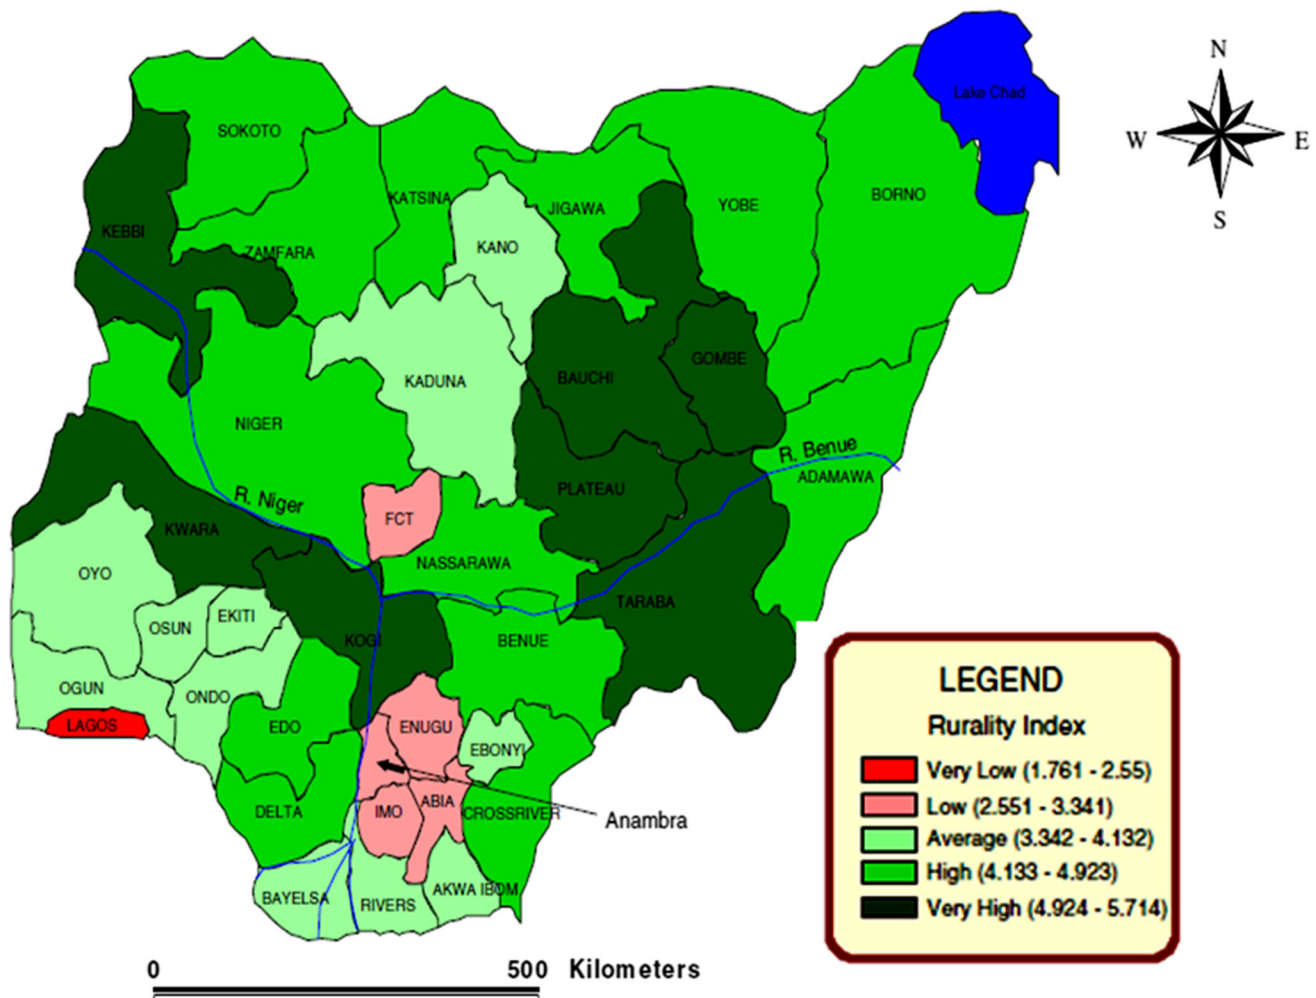 N
Lake Chad
W
E
SOKOTO
S
KATSINA
BORNO
YOBE
JIGAWA
KEBBI
KANO
ZAMFARA
GOMBE
BAUCHI
KADUNA
NIGER
R. Benue
ADAMAWA
PLATEAU
R. Niger
FCT
KWARA
NASSARAWA
OYO
TARABA
EKITI
OSUN
KOGI
BENUE
OGUN
ONDO
LAGOS
EDO
ENUGU
EBONYI
DELTA
IMO
ABIA
CROSSRIVER
Anambra
BAYELSA
RIVERS
AKWA IBOM
LEGEND
Rurality Index
Very Low (1.761 - 2.55)
Low (2.551 - 3.341)
Average (3.342 - 4.132)
High (4.133 - 4.923)
Very High (4.924 - 5.714)
0
500 Kilometers